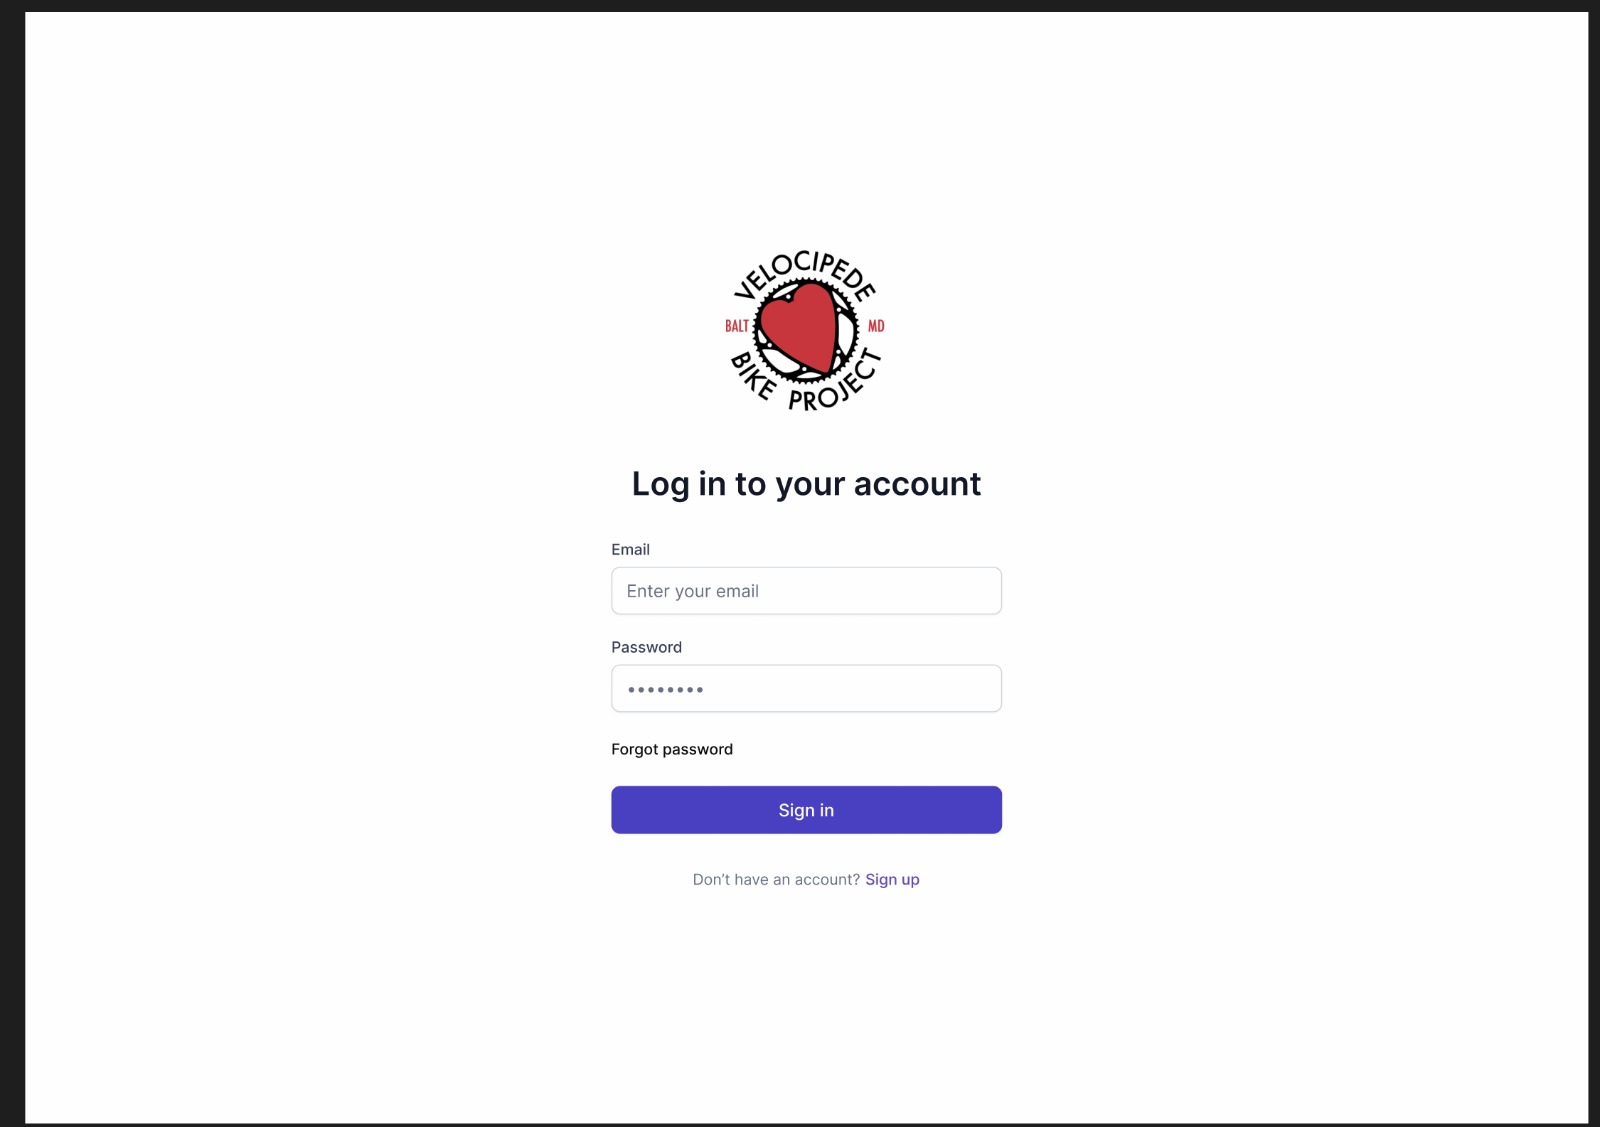 VELOCIPEDE
BALT MD
BIKE PROJECT
Log in to your account
Email
Enter your email
Password
••••••••
Forgot password
Sign in
Don’t have an account? Sign up